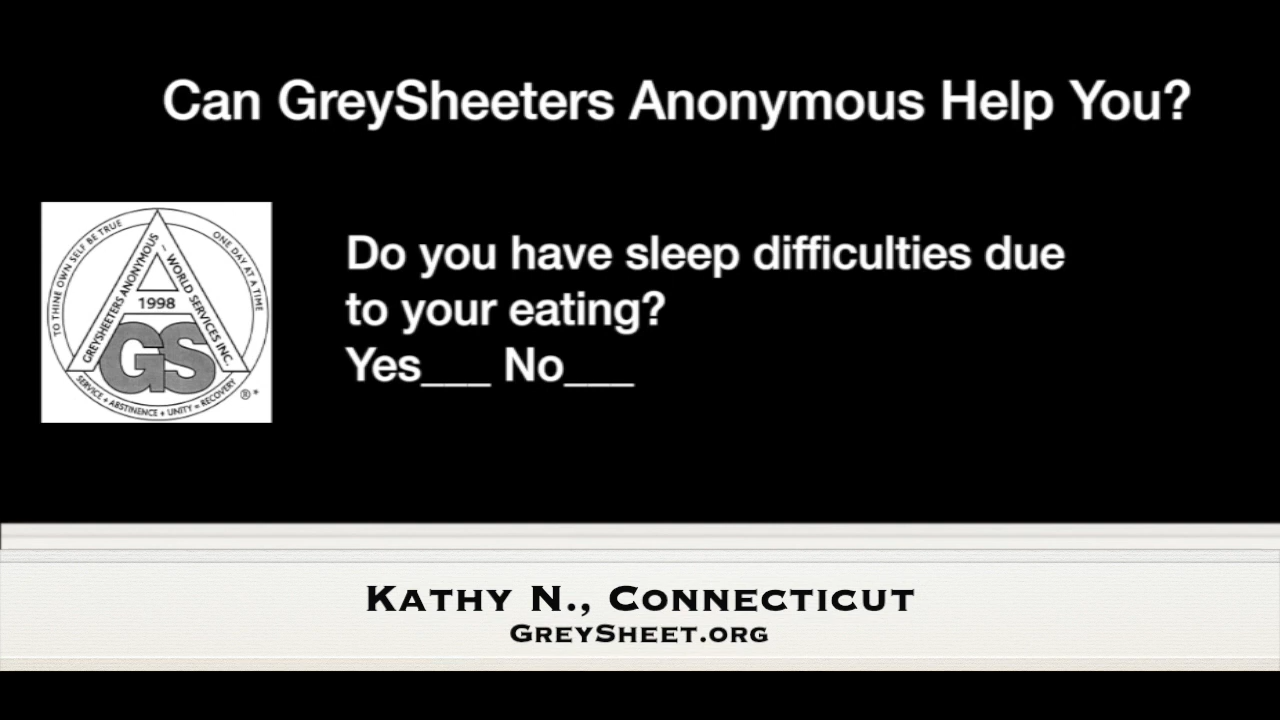 Can GreySheeters Anonymous Help You?
TO THINE OWN SELF BE TRUE
ONE DAY AT A TIME
GREYSHEETERS ANONYMOUS ~ WORLD SERVICES INC.
1998
GS
SERVICE + ABSTINENCE + UNITY = RECOVERY
®*
Do you have sleep difficulties due
to your eating?
Yes___ No___
KATHY N., CONNECTICUT
GREYSHEET.ORG